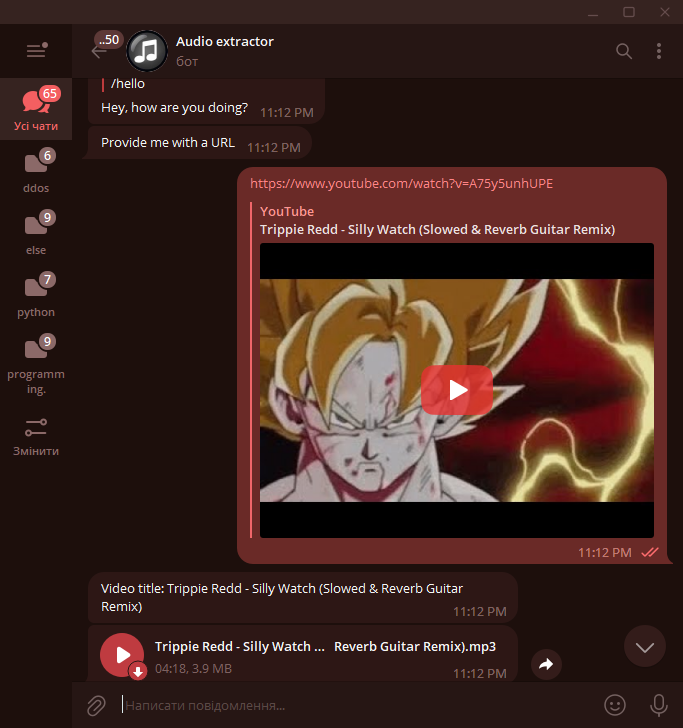 ..50
Audio extractor
бот
65
Усі чати
6
ddos
9
else
7
python
9
programm
ing.
Змінити
/hello
Hey, how are you doing? 11:12 PM
Provide me with a URL 11:12 PM
https://www.youtube.com/watch?v=A75y5unhUPE
YouTube
Trippie Redd - Silly Watch (Slowed & Reverb Guitar Remix)
11:12 PM
Video title: Trippie Redd - Silly Watch (Slowed & Reverb Guitar
Remix) 11:12 PM
Trippie Redd - Silly Watch ... Reverb Guitar Remix).mp3
04:18, 3.9 MB 11:12 PM
Написати повідомлення...